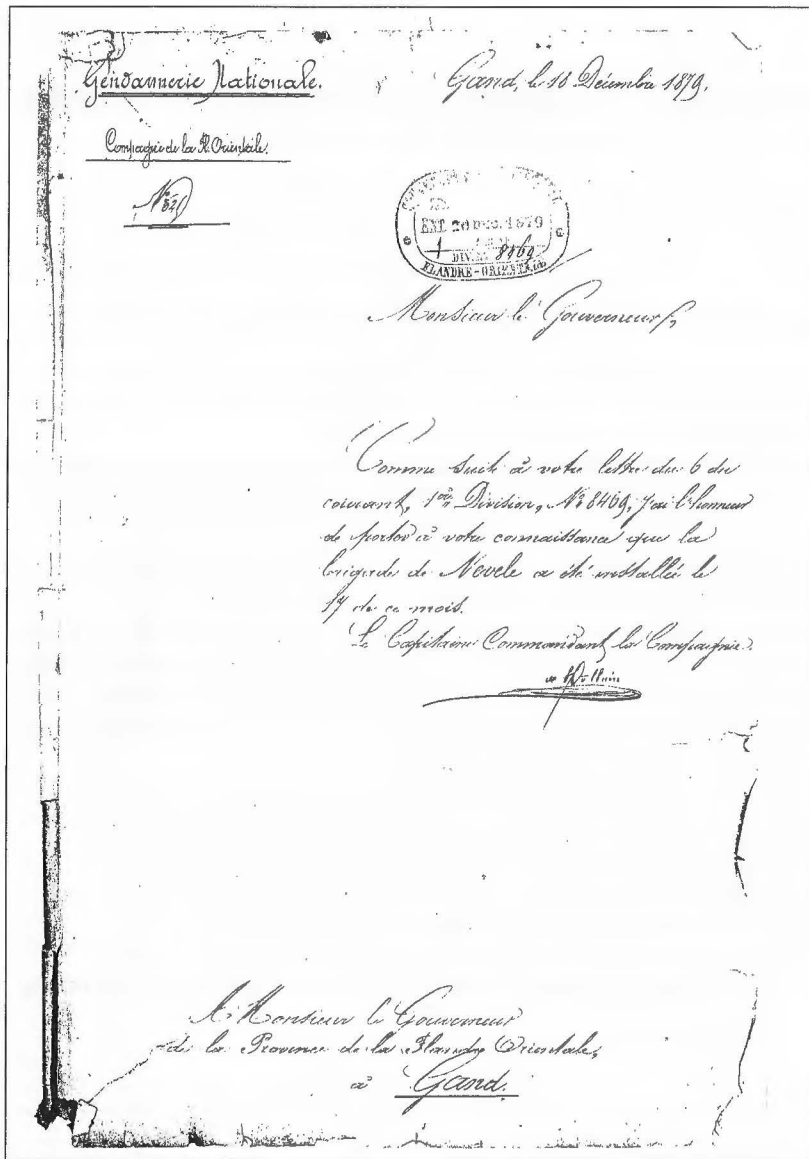 Gendarmerie Nationale.
Gand, le 18 Décembre 1879.
Compagnie de la Fl. Orientale.
ENT. 20 DEC. 1879
1
DIV. N. 8469
FLANDRE-ORIENTALE
Monsieur le Gouverneur,
Comme suite à votre lettre du 6 du
courant, 1ère Division, N° 8469, j'ai l'honneur
de porter à votre connaissance que la
brigade de Nevele a été installée le
17 de ce mois.
Le Capitaine Commandant la Compagnie.
A Monsieur le Gouverneur
de la Province de la Flandre Orientale,
à Gand.